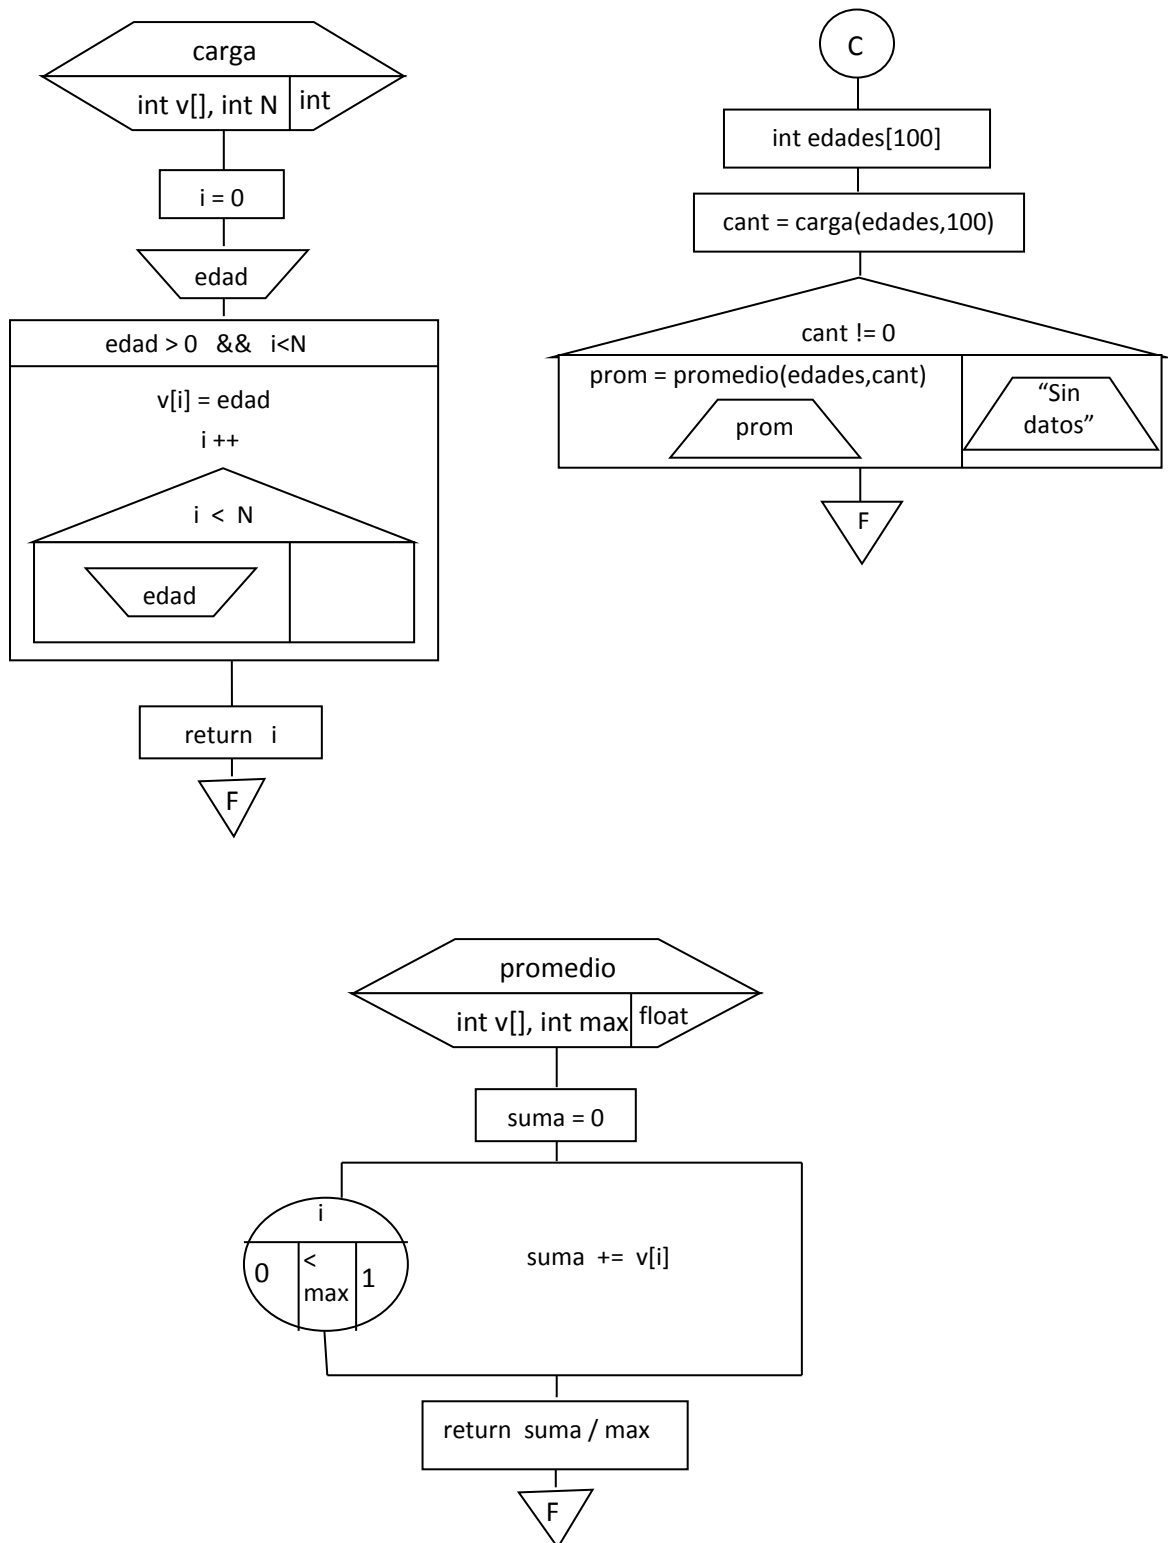 carga
int v[], int N int
i = 0
edad
edad > 0 && i<N
v[i] = edad
i ++
i < N
edad
return i
F
C
int edades[100]
cant = carga(edades,100)
cant != 0
prom = promedio(edades,cant)
prom
“Sin
datos”
F
promedio
int v[], int max float
suma = 0
i
0 < 1
max
suma += v[i]
return suma / max
F